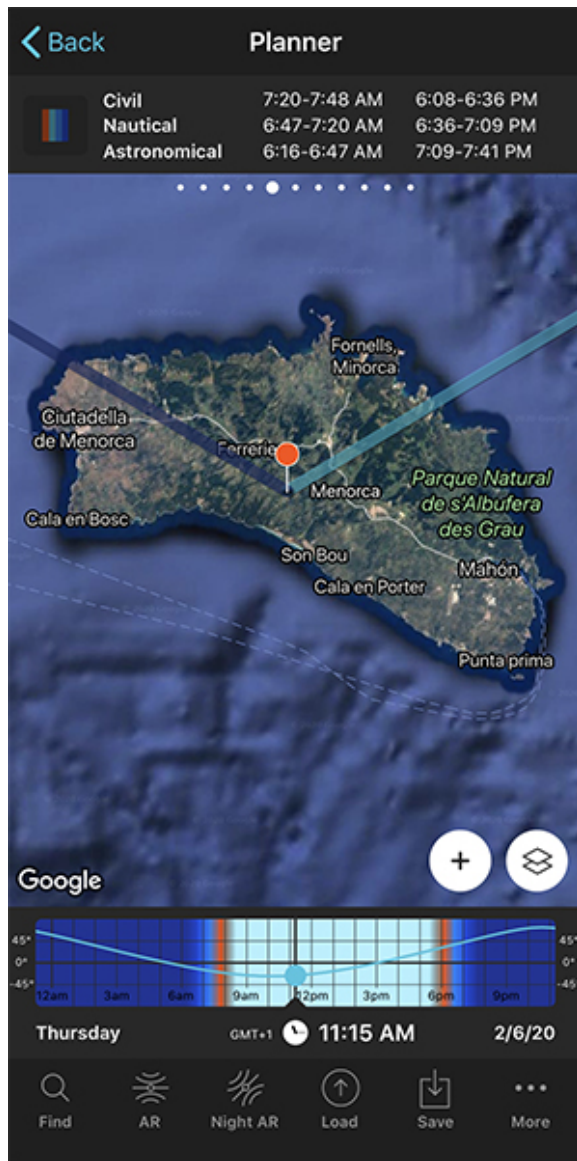 Back Planner
Civil 7:20-7:48 AM 6:08-6:36 PM
Nautical 6:47-7:20 AM 6:36-7:09 PM
Astronomical 6:16-6:47 AM 7:09-7:41 PM
Fornells,
Minorca
Ciutadella
de Menorca
Ferreries
Menorca
Parque Natural
de s'Albufera
des Grau
Cala en Bosc
Son Bou
Mahón
Cala en Porter
Punta prima
+
Google
45° 45°
0° 0°
-45° -45°
12am 3am 6am 9am 12pm 3pm 6pm 9pm
Thursday GMT+1 11:15 AM 2/6/20
Find AR Night AR Load Save More